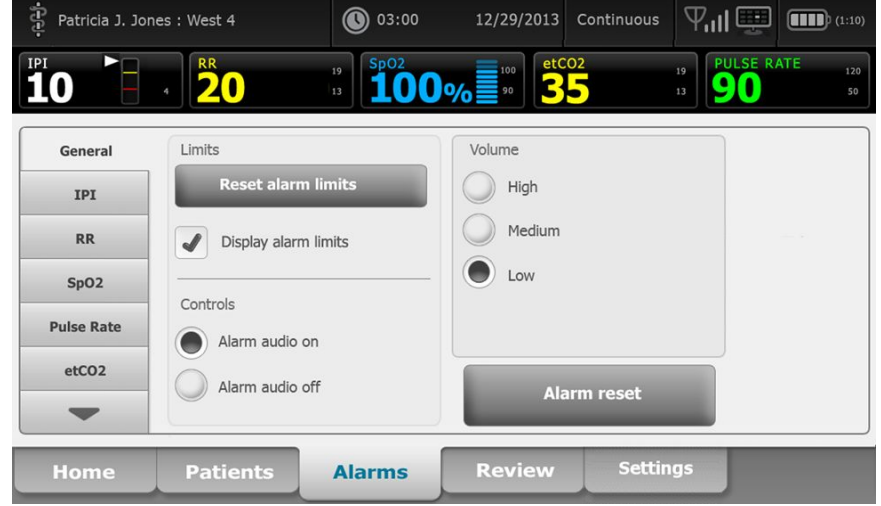 Patricia J. Jones : West 4
03:00
12/29/2013
Continuous
(1:10)
IPI
10
4
RR
20
19
13
SpO2
100%
100
90
etCO2
35
19
13
PULSE RATE
90
120
50
General
IPI
RR
SpO2
Pulse Rate
etCO2
Limits
Reset alarm limits
Display alarm limits
Controls
Alarm audio on
Alarm audio off
Volume
High
Medium
Low
Alarm reset
Home
Patients
Alarms
Review
Settings